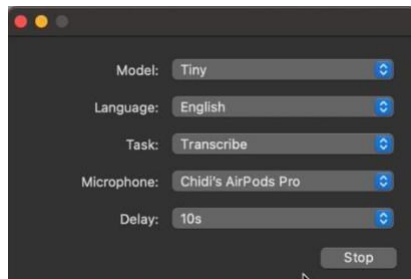 Model: Tiny
Language: English
Task: Transcribe
Microphone: Chidi's AirPods Pro
Delay: 10s
Stop